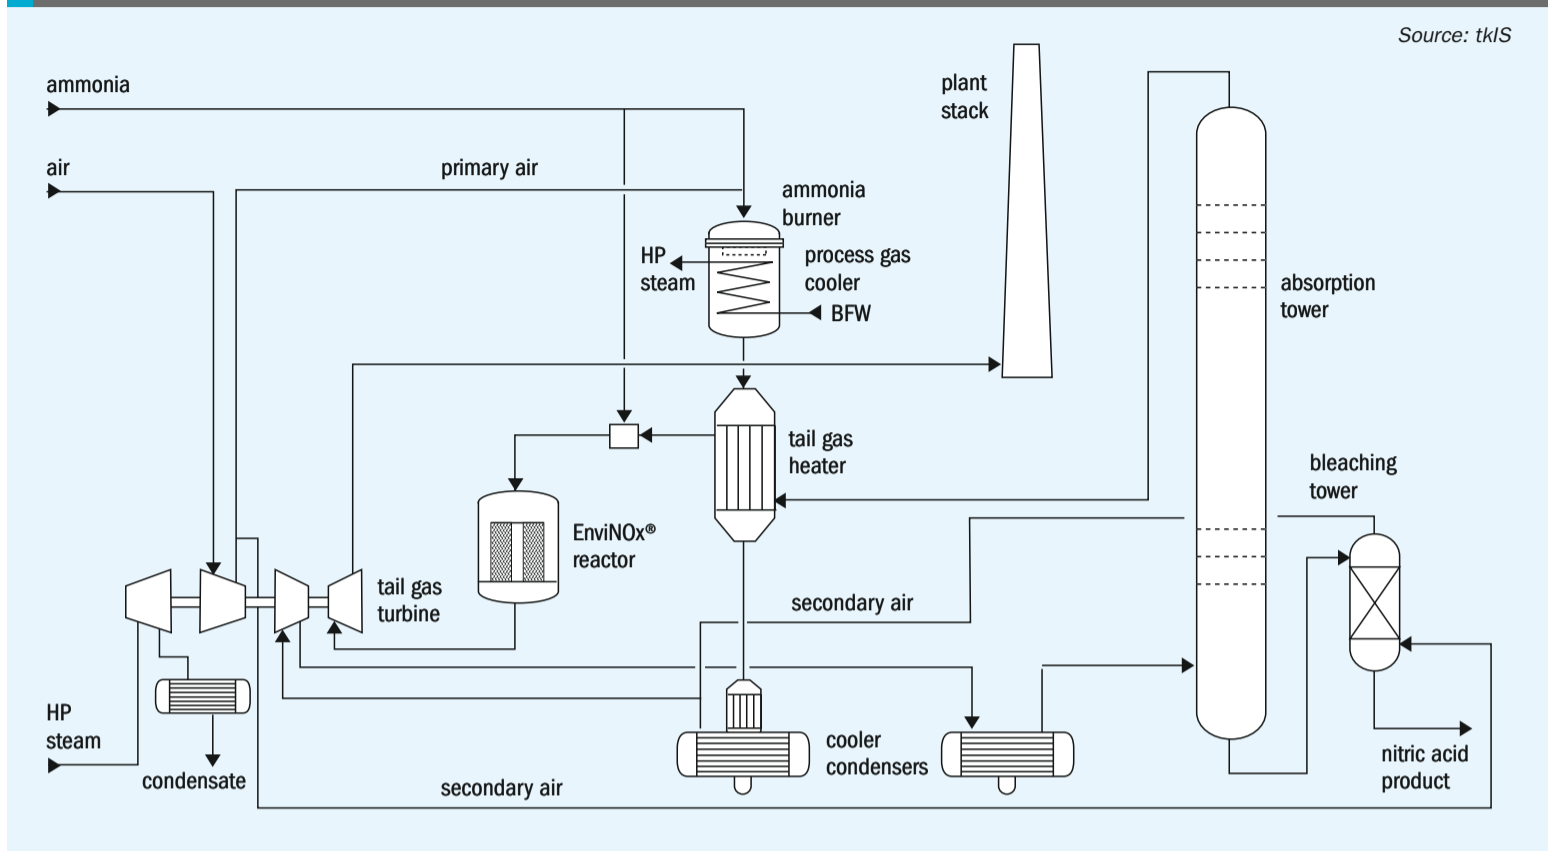 Source: tkIS
ammonia
plant
stack
air
primary air
ammonia
burner
HP
steam
process gas
cooler
BFW
absorption
tower
tail gas
heater
bleaching
tower
EnviNOx®
reactor
tail gas
turbine
secondary air
HP
steam
condensate
cooler
condensers
nitric acid
product
secondary air